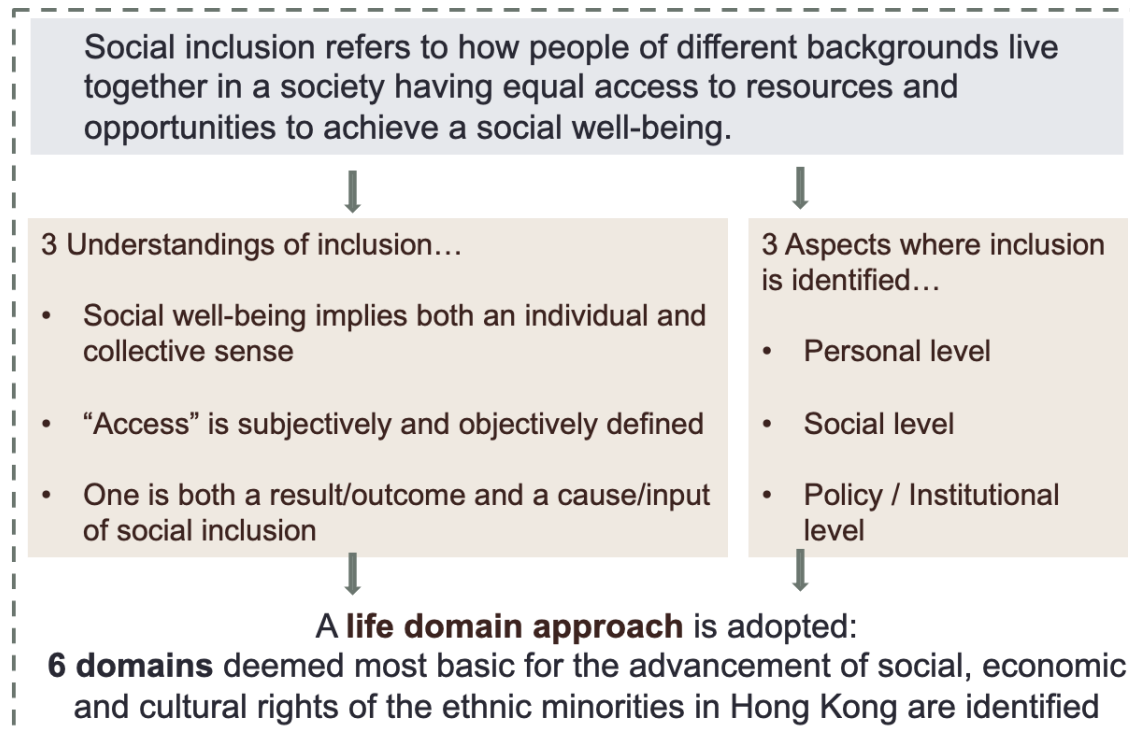 Social inclusion refers to how people of different backgrounds live
together in a society having equal access to resources and
opportunities to achieve a social well-being.
3 Understandings of inclusion…
• Social well-being implies both an individual and
collective sense
• “Access” is subjectively and objectively defined
• One is both a result/outcome and a cause/input
of social inclusion
3 Aspects where inclusion
is identified…
• Personal level
• Social level
• Policy / Institutional
level
A life domain approach is adopted:
6 domains deemed most basic for the advancement of social, economic
and cultural rights of the ethnic minorities in Hong Kong are identified